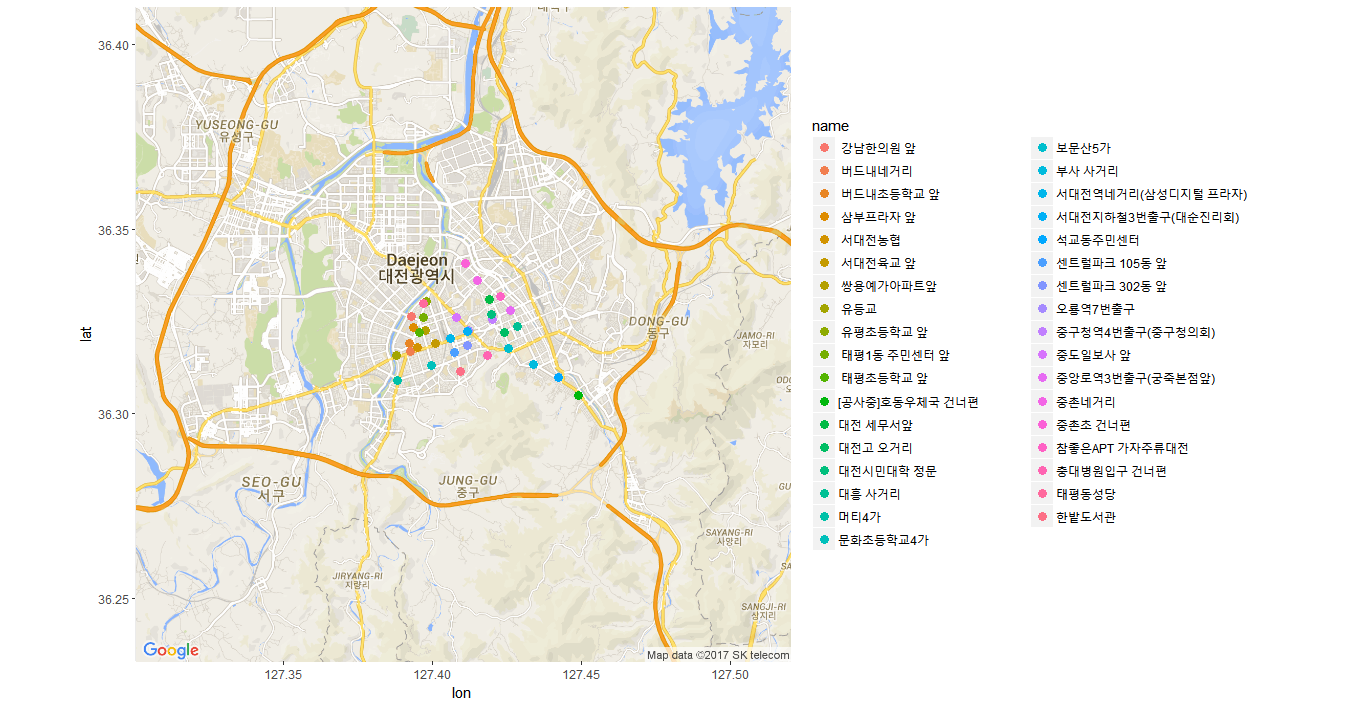 36.40
36.35
36.30
36.25
lat
YUSEONG-GU
유성구
Daejeon
대전광역시
DONG-GU
동구
JAMO-RI
자모리
SEO-GU
서구
JUNG-GU
중구
SAYANG-RI
사양리
JIRYANG-RI
지량리
SANGJI-RI
상지리
Google
Map data ©2017 SK telecom
127.35
127.40
127.45
127.50
lon
name
강남한의원 앞
버드내네거리
버드내초등학교 앞
삼부프라자 앞
서대전농협
서대전육교 앞
쌍용예가아파트앞
유등교
유평초등학교 앞
태평1동 주민센터 앞
태평초등학교 앞
[공사중]호동우체국 건너편
대전 세무서앞
대전고 오거리
대전시민대학 정문
대흥 사거리
머티4가
문화초등학교4가
보문산5가
부사 사거리
서대전역네거리(삼성디지털 프라자)
서대전지하철3번출구(대순진리회)
석교동주민센터
센트럴파크 105동 앞
센트럴파크 302동 앞
오룡역7번출구
중구청역4번출구(중구청의회)
중도일보사 앞
중앙로역3번출구(궁죽본점앞)
중촌네거리
중촌초 건너편
참좋은APT 가자주류대전
충대병원입구 건너편
태평동성당
한밭도서관